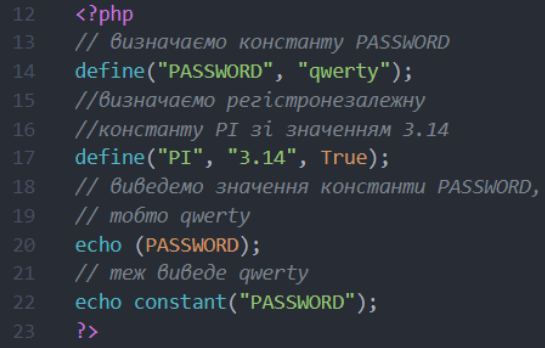 12 <?php
13 // визначаємо константу PASSWORD
14 define("PASSWORD", "qwerty");
15 //визначаємо регістронезалежну
16 //константу PI зі значенням 3.14
17 define("PI", "3.14", True);
18 // виведемо значення константи PASSWORD,
19 // тобто qwerty
20 echo (PASSWORD);
21 // теж виведе qwerty
22 echo constant("PASSWORD");
23 ?>